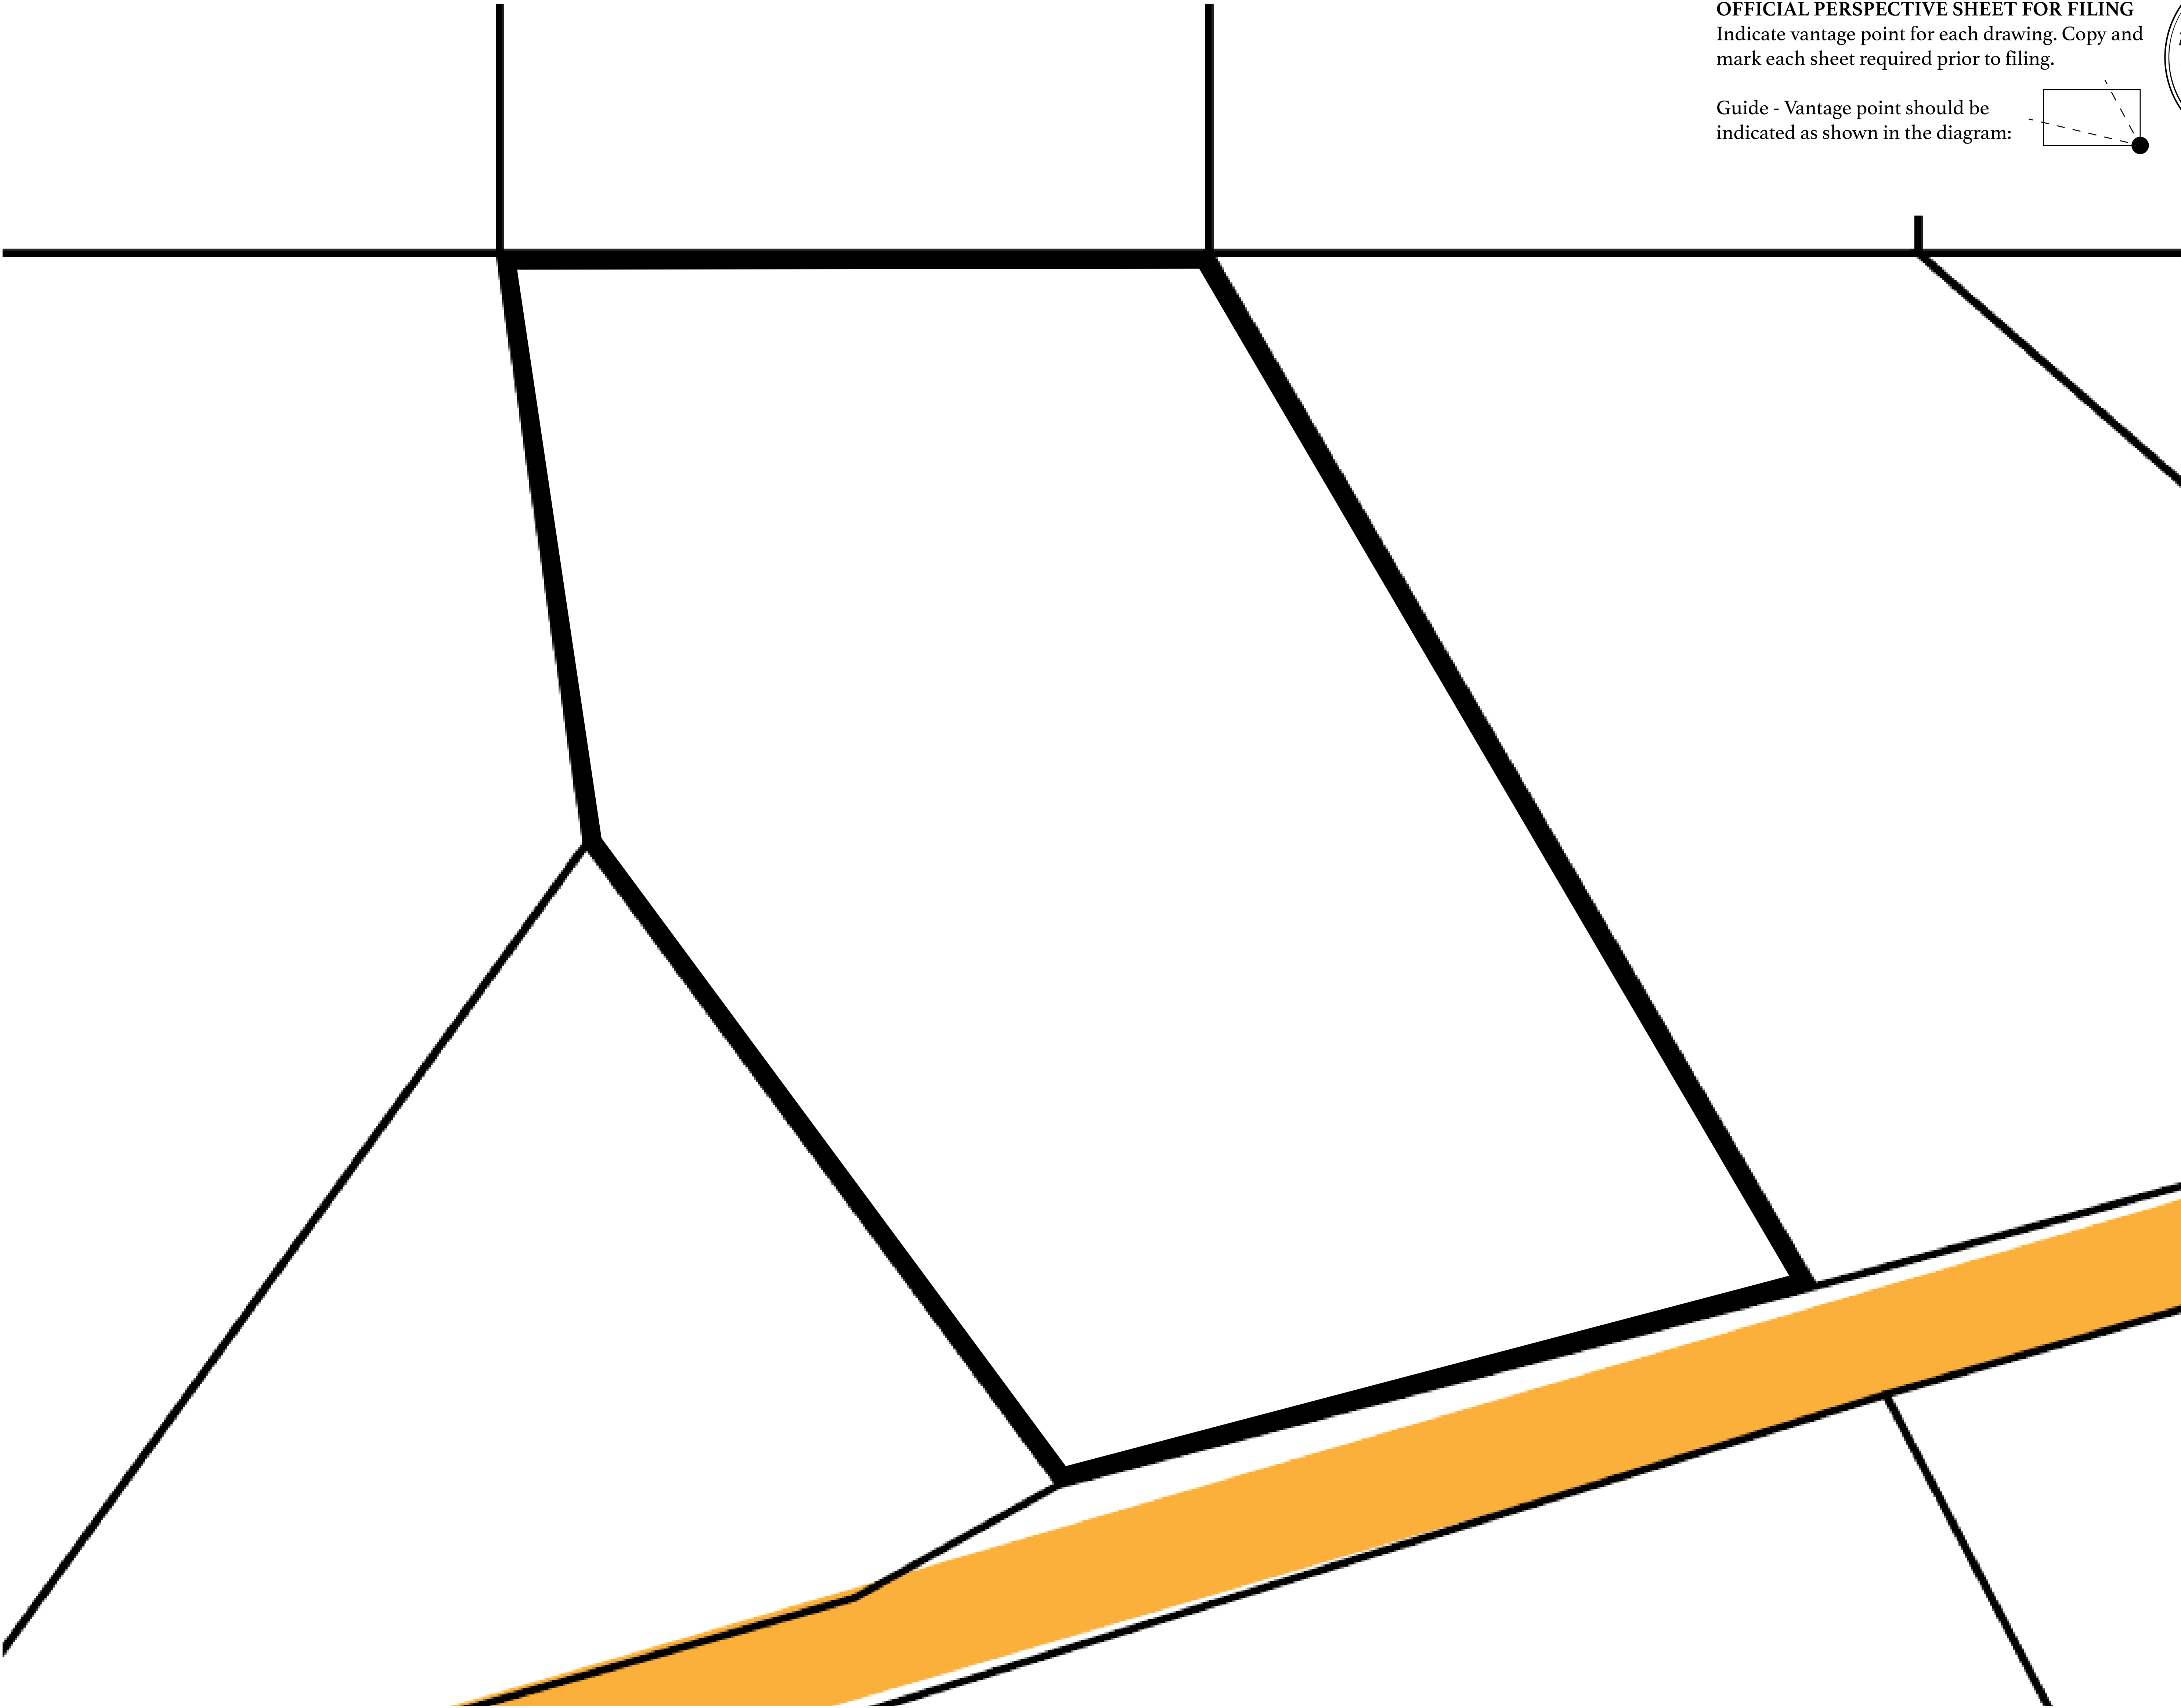 OFFICIAL PERSPECTIVE SHEET FOR FILING
Indicate vantage point for each drawing. Copy and
mark each sheet required prior to filing.
Guide - Vantage point should be
indicated as shown in the diagram: